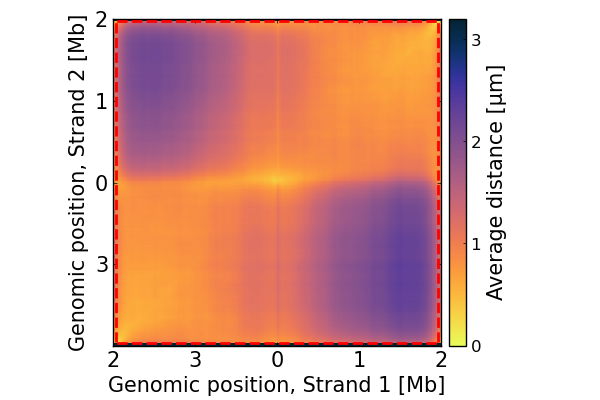 2
1
0
3
Genomic position, Strand 2 [Mb]
2 3 0 1 2
Genomic position, Strand 1 [Mb]
3
2
1
0
Average distance [μm]